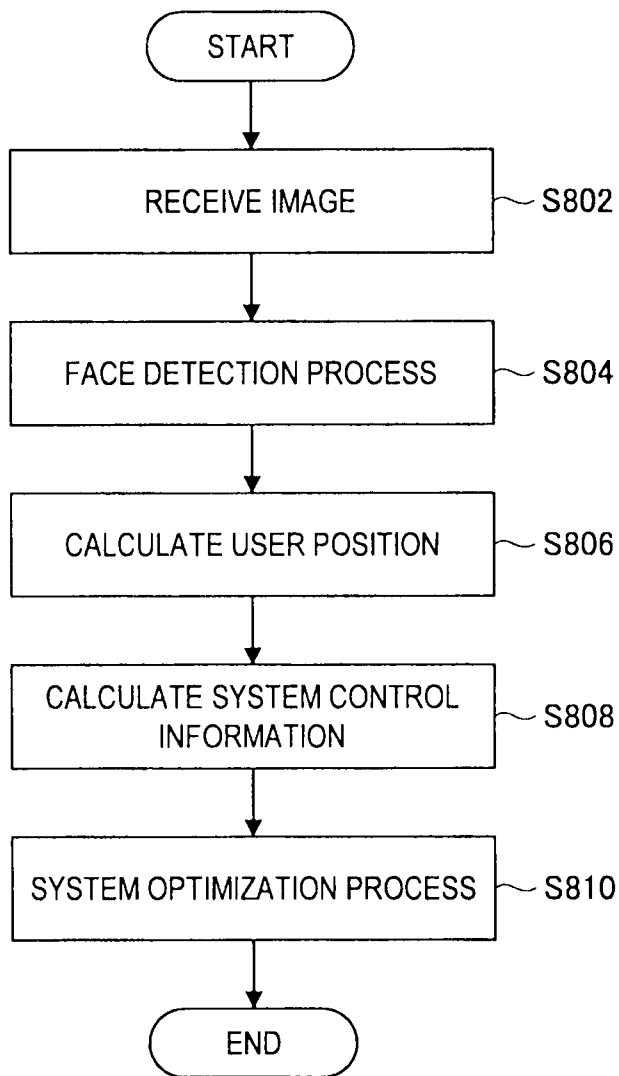 START
RECEIVE IMAGE
S802
FACE DETECTION PROCESS
S804
CALCULATE USER POSITION
S806
CALCULATE SYSTEM CONTROL
INFORMATION
S808
SYSTEM OPTIMIZATION PROCESS
S810
END